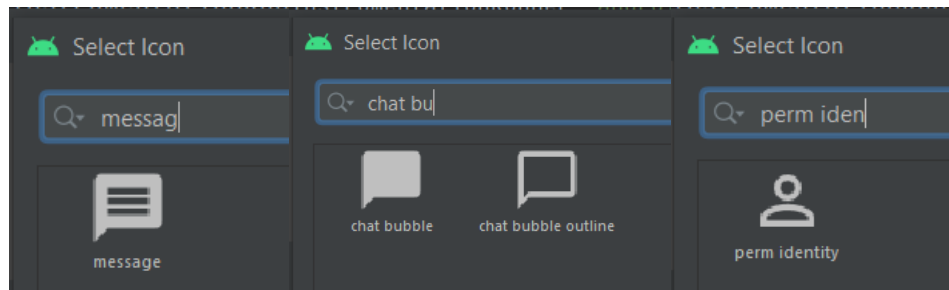 Select Icon
messag
message
Select Icon
chat bu
chat bubble
chat bubble outline
Select Icon
perm iden
perm identity